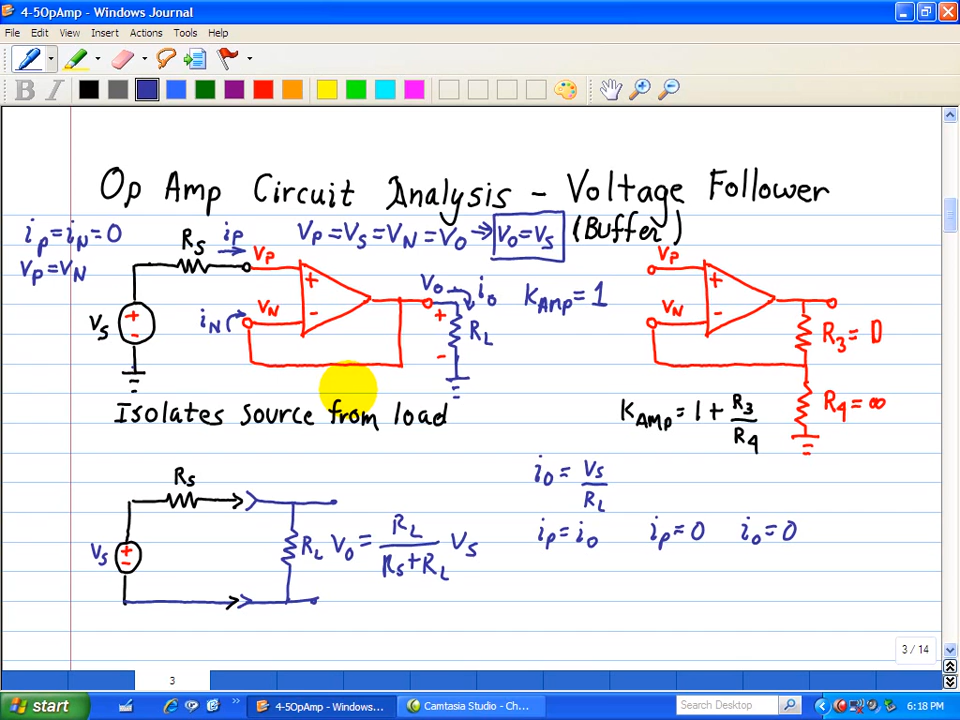 4-5OpAmp - Windows Journal
File Edit View Insert Actions Tools Help
B I
Op Amp Circuit Analysis - Voltage Follower
(Buffer)
iP = iN = 0
VP = VN
RS
iP
VP = VS = VN = VO → VO = VS
VP
+
VN
-
iN
VS
+
-
VO
iO
+
RL
-
KAmp = 1
VP
+
VN
-
R3 = 0
R4 = ∞
KAmp = 1 + R3/R4
Isolates source from load
RS
VS
+
-
RL
VO = RL/(RS+RL) VS
iO = VS/RL
iP = iO iP = 0 iO = 0
3 / 14
3
start
4-5OpAmp - Windows...
Camtasia Studio - Ch...
Search Desktop
6:18 PM